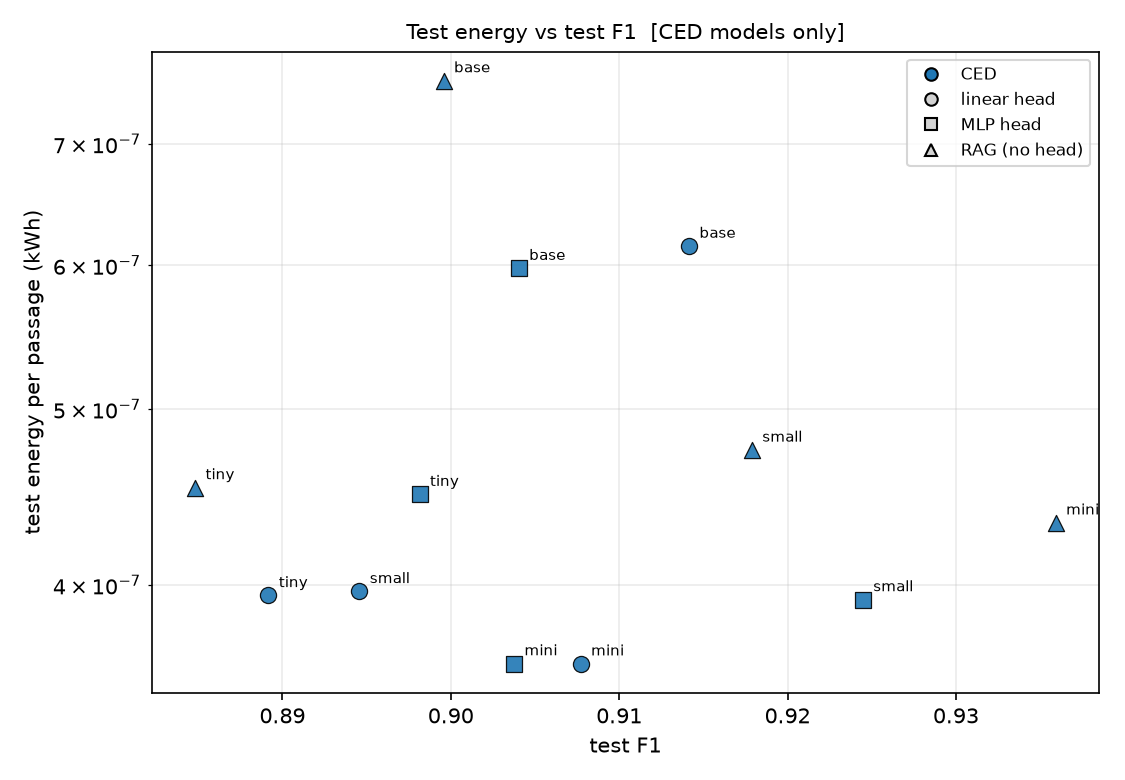 Test energy vs test F1 [CED models only]
CED
linear head
MLP head
RAG (no head)
test energy per passage (kWh)
7 × 10⁻⁷
6 × 10⁻⁷
5 × 10⁻⁷
4 × 10⁻⁷
base
base
base
small
tiny
tiny
mini
tiny
small
small
mini
mini
0.89
0.90
0.91
0.92
0.93
test F1